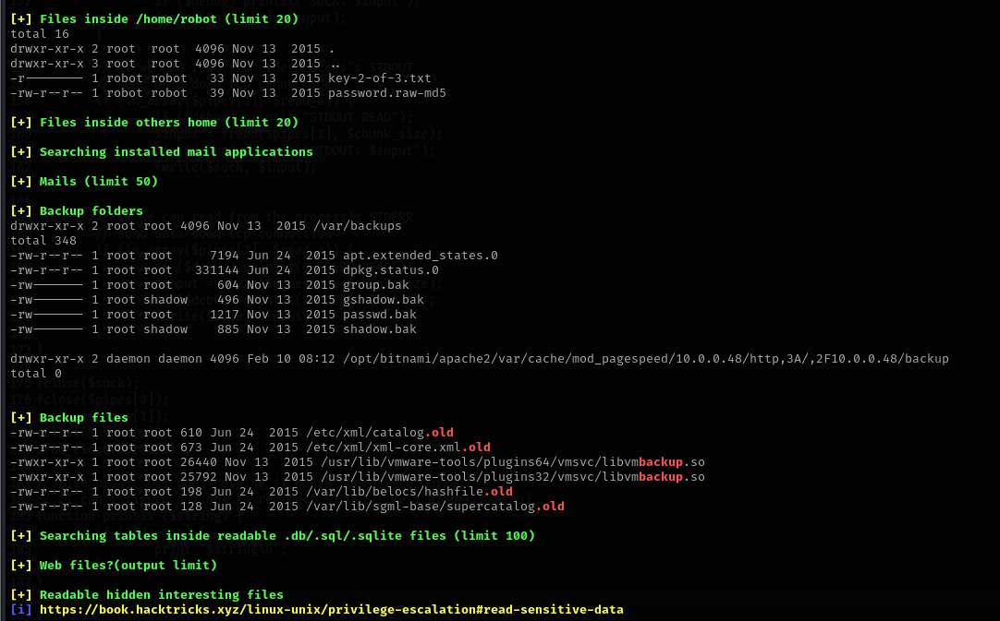 [+] Files inside /home/robot (limit 20)
total 16
drwxr-xr-x 2 root  root  4096 Nov 13  2015 .
drwxr-xr-x 3 root  root  4096 Nov 13  2015 ..
-r-------- 1 robot robot   33 Nov 13  2015 key-2-of-3.txt
-rw-r--r-- 1 robot robot   39 Nov 13  2015 password.raw-md5
[+] Files inside others home (limit 20)
[+] Searching installed mail applications
[+] Mails (limit 50)
[+] Backup folders
drwxr-xr-x 2 root root 4096 Nov 13  2015 /var/backups
total 348
-rw-r--r-- 1 root root     7194 Jun 24  2015 apt.extended_states.0
-rw-r--r-- 1 root root   331144 Jun 24  2015 dpkg.status.0
-rw------- 1 root root      604 Nov 13  2015 group.bak
-rw------- 1 root shadow    496 Nov 13  2015 gshadow.bak
-rw------- 1 root root     1217 Nov 13  2015 passwd.bak
-rw------- 1 root shadow    885 Nov 13  2015 shadow.bak
drwxr-xr-x 2 daemon daemon 4096 Feb 10 08:12 /opt/bitnami/apache2/var/cache/mod_pagespeed/10.0.0.48/http,3A/,2F10.0.0.48/backup
total 0
[+] Backup files
-rw-r--r-- 1 root root 610 Jun 24  2015 /etc/xml/catalog.old
-rw-r--r-- 1 root root 673 Jun 24  2015 /etc/xml/xml-core.xml.old
-rwxr-xr-x 1 root root 26440 Nov 13  2015 /usr/lib/vmware-tools/plugins64/vmsvc/libvmbackup.so
-rwxr-xr-x 1 root root 25792 Nov 13  2015 /usr/lib/vmware-tools/plugins32/vmsvc/libvmbackup.so
-rw-r--r-- 1 root root 198 Jun 24  2015 /var/lib/belocs/hashfile.old
-rw-r--r-- 1 root root 128 Jun 24  2015 /var/lib/sgml-base/supercatalog.old
[+] Searching tables inside readable .db/.sql/.sqlite files (limit 100)
[+] Web files?(output limit)
[+] Readable hidden interesting files
[i] https://book.hacktricks.xyz/linux-unix/privilege-escalation#read-sensitive-data